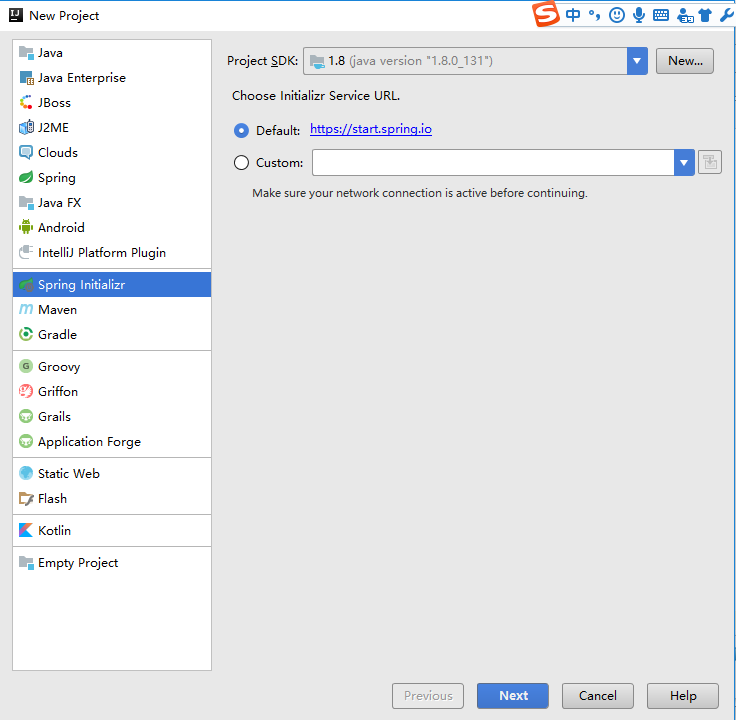 New Project
S 中 39
Java
Java Enterprise
JBoss
J2ME
Clouds
Spring
Java FX
Android
IntelliJ Platform Plugin
Spring Initializr
Maven
Gradle
Groovy
Griffon
Grails
Application Forge
Static Web
Flash
Kotlin
Empty Project
Project SDK: 1.8 (java version "1.8.0_131") New...
Choose Initializr Service URL.
Default: https://start.spring.io
Custom:
Make sure your network connection is active before continuing.
Previous Next Cancel Help